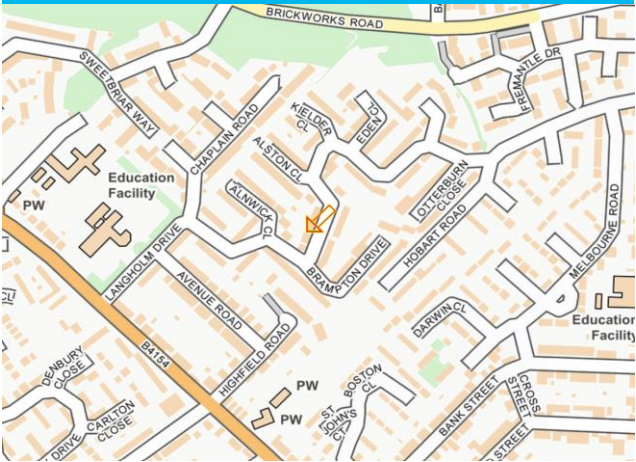 BRICKWORKS ROAD
BA
SWEETBRIAR WAY
FREMANTLE DR
CHAPLAIN ROAD
KIELDER
CL
EDEN
CL
ALSTON CL
Education
Facility
PW
ALNWICK CL
OTTERBURN
CLOSE
HOBART ROAD
MELBOURNE ROAD
LANGHOLM DRIVE
BRAMPTON DRIVE
AVENUE ROAD
DARWIN CL
Education
Facility
B4154
HIGHFIELD ROAD
DENBURY
CLOSE
PW
PW
ST
JOHN'S
CT
BOSTON
CL
BANK STREET
CROSS
STREET
CARLTON
CLOSE
DRIVE
D STREET